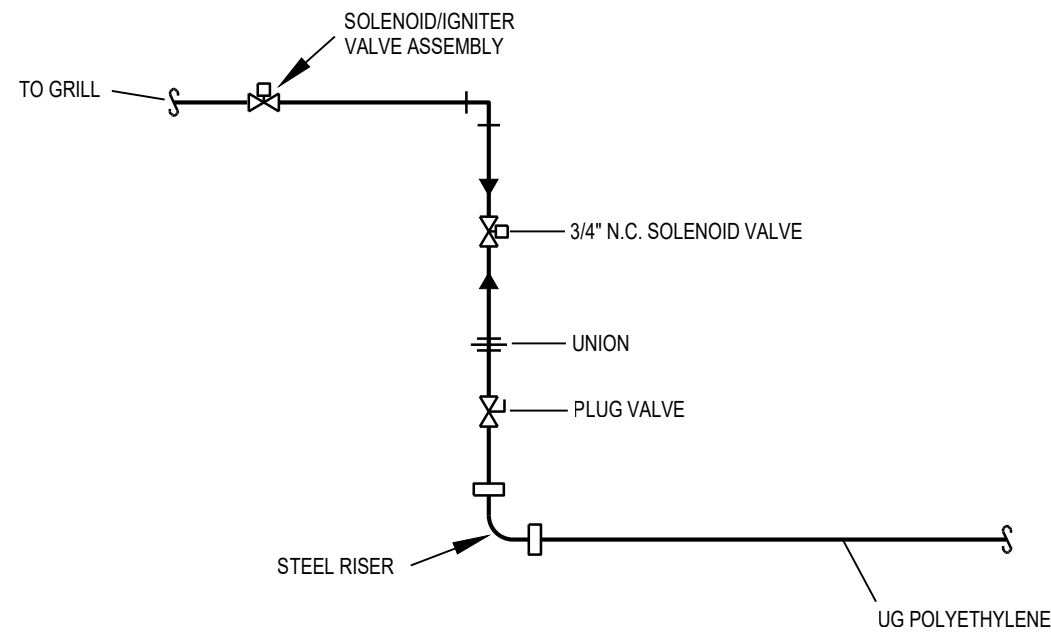 SOLENOID/IGNITER
VALVE ASSEMBLY
TO GRILL
3/4" N.C. SOLENOID VALVE
UNION
PLUG VALVE
STEEL RISER
UG POLYETHYLENE